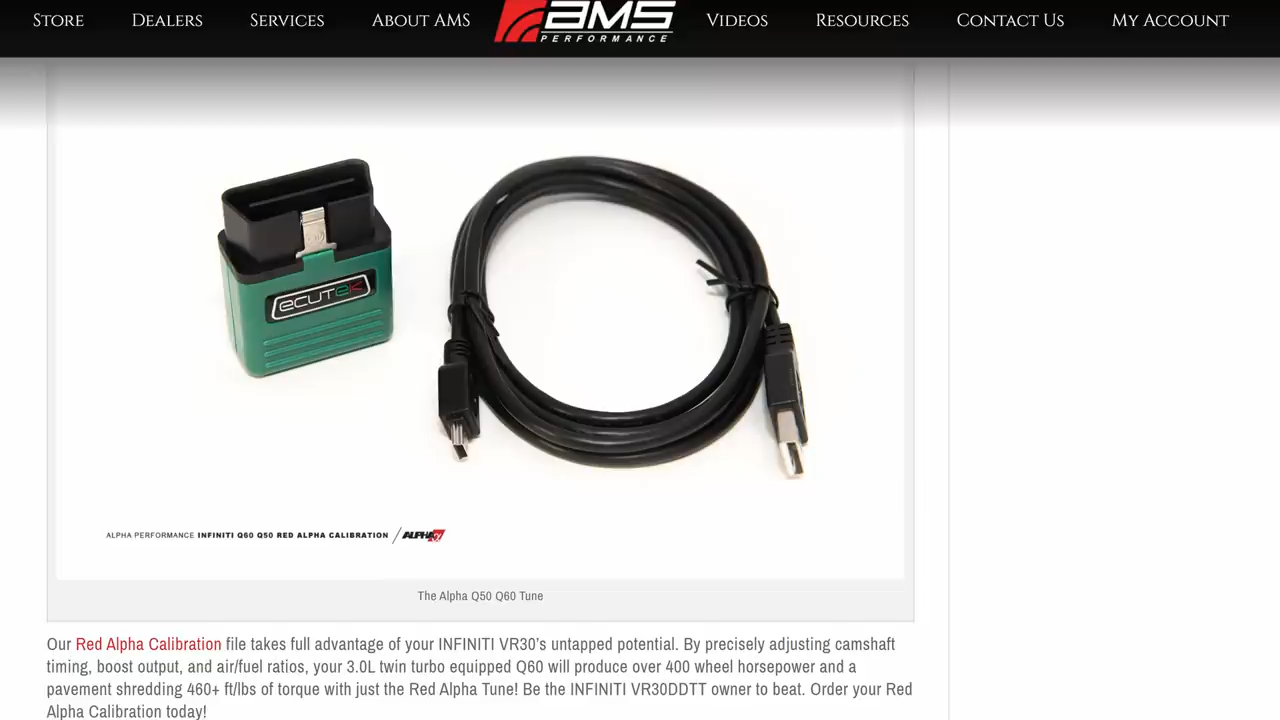 Store Dealers Services About AMS AMS Videos Resources Contact Us My Account
PERFORMANCE
ecutek
ALPHA PERFORMANCE INFINITI Q60 Q50 RED ALPHA CALIBRATION ALPHA
The Alpha Q50 Q60 Tune
Our Red Alpha Calibration file takes full advantage of your INFINITI VR30’s untapped potential. By precisely adjusting camshaft
timing, boost output, and air/fuel ratios, your 3.0L twin turbo equipped Q60 will produce over 400 wheel horsepower and a
pavement shredding 460+ ft/lbs of torque with just the Red Alpha Tune! Be the INFINITI VR30DDTT owner to beat. Order your Red
Alpha Calibration today!